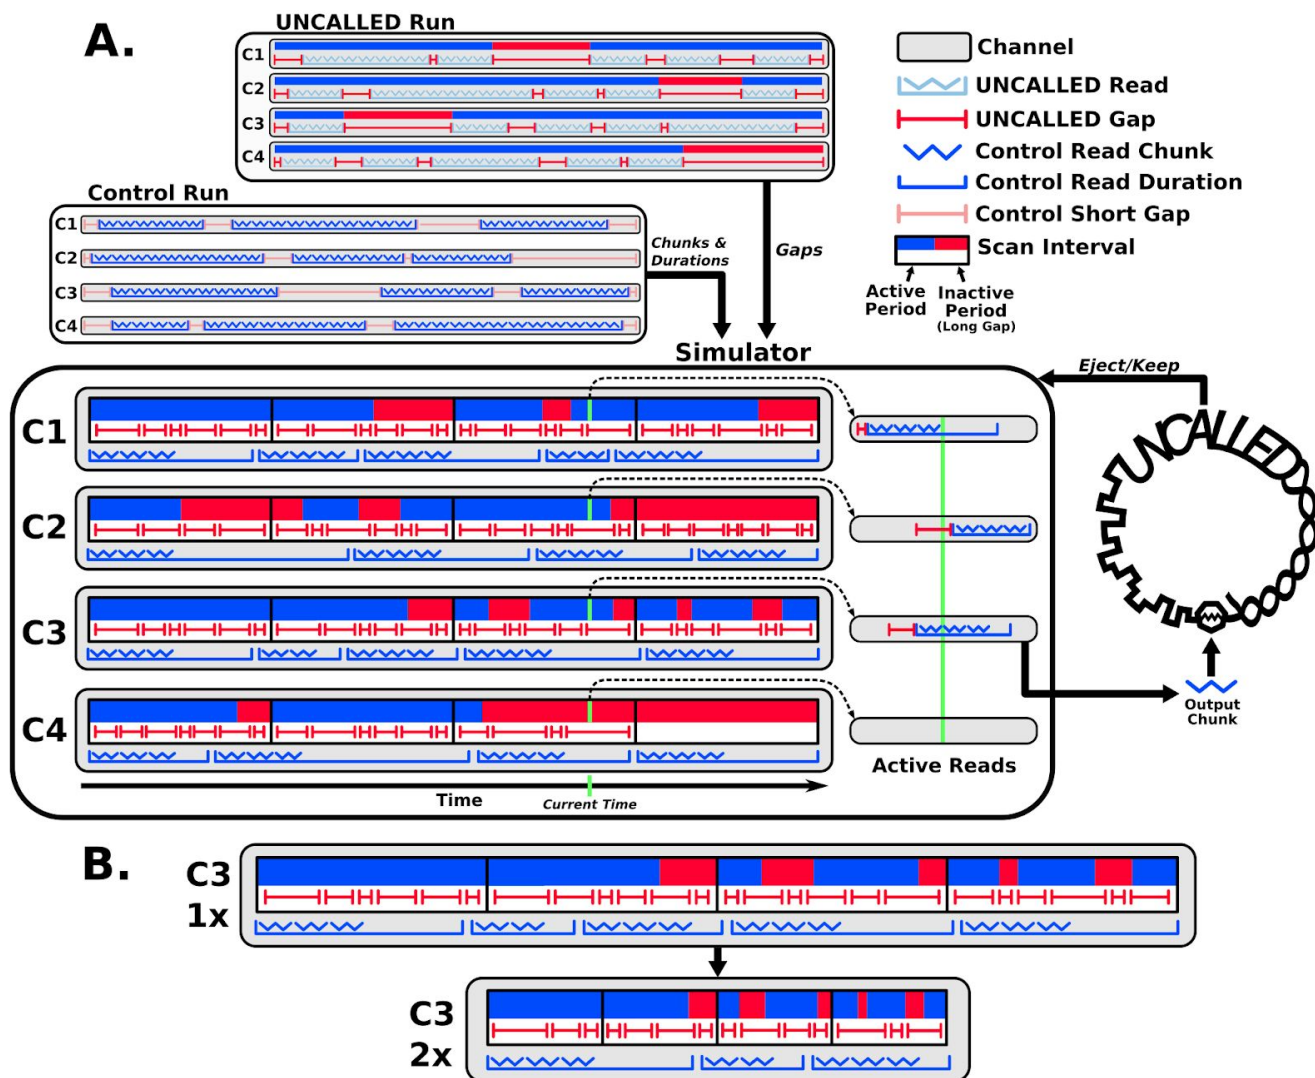 A.
UNCALLED Run
C1
C2
C3
C4
Control Run
C1
C2
C3
C4
Chunks &
Durations
Gaps
Channel
UNCALLED Read
UNCALLED Gap
Control Read Chunk
Control Read Duration
Control Short Gap
Scan Interval
Active
Period
Inactive
Period
(Long Gap)
Simulator
Eject/Keep
C1
C2
C3
C4
UNCALLED
Output
Chunk
Active Reads
Time
Current Time
B.
C3
1x
C3
2x